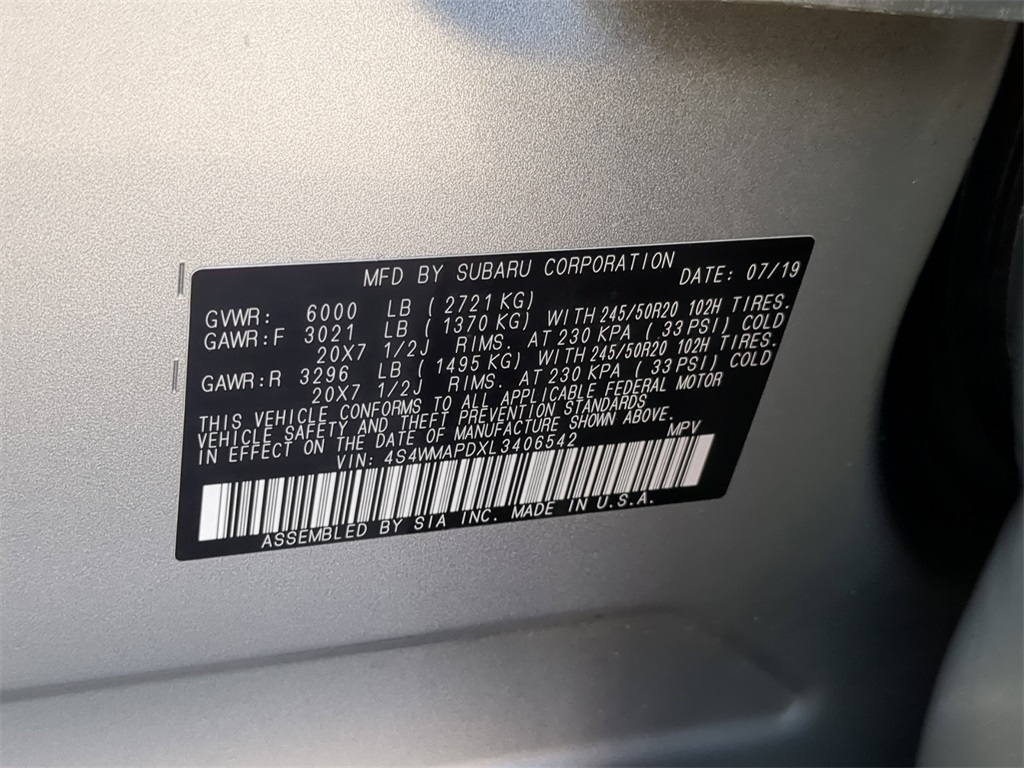 MFD BY SUBARU CORPORATION DATE: 07/19
GVWR: 6000 LB ( 2721 KG)
GAWR:F 3021 LB ( 1370 KG) WITH 245/50R20 102H TIRES.
20X7 1/2J RIMS. AT 230 KPA ( 33 PSI) COLD
GAWR:R 3296 LB ( 1495 KG) WITH 245/50R20 102H TIRES.
20X7 1/2J RIMS. AT 230 KPA ( 33 PSI) COLD
THIS VEHICLE CONFORMS TO ALL APPLICABLE FEDERAL MOTOR
VEHICLE SAFETY AND THEFT PREVENTION STANDARDS
IN EFFECT ON THE DATE OF MANUFACTURE SHOWN ABOVE.
VIN: 4S4WMAPDXL3406542 MPV
ASSEMBLED BY SIA INC. MADE IN U.S.A.